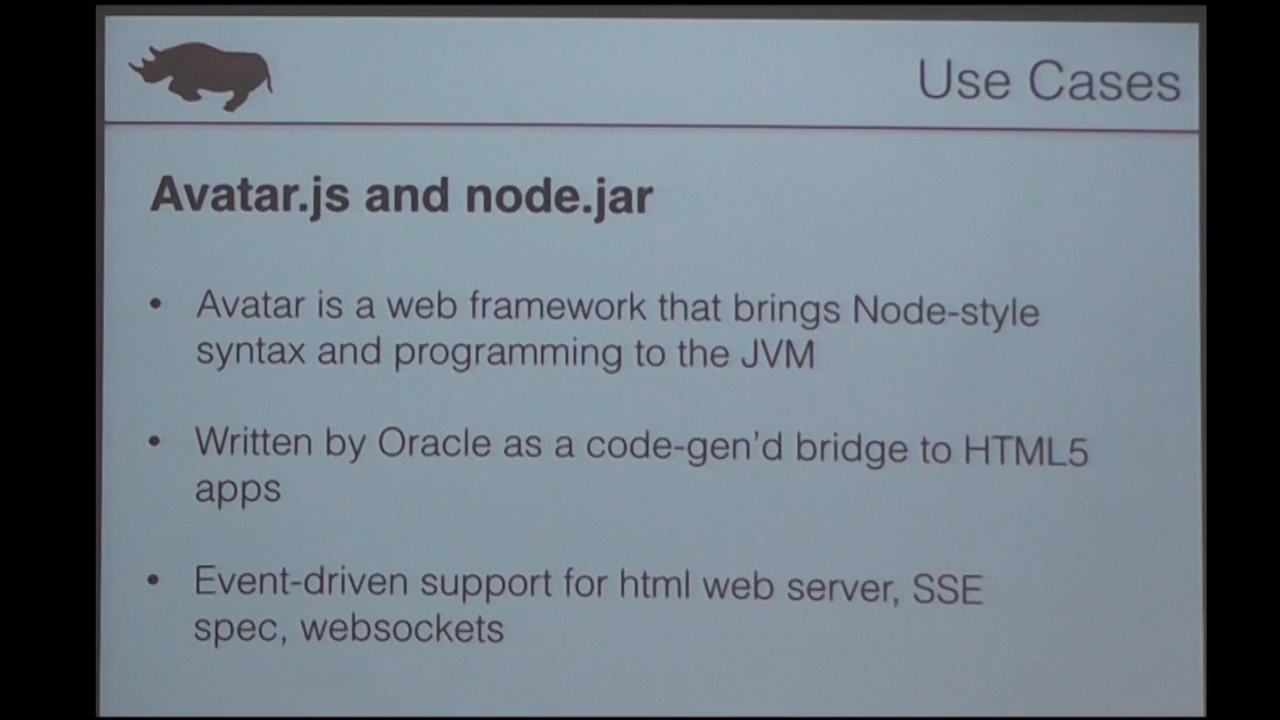 Use Cases
Avatar.js and node.jar
• Avatar is a web framework that brings Node-style
syntax and programming to the JVM
• Written by Oracle as a code-gen'd bridge to HTML5
apps
• Event-driven support for html web server, SSE
spec, websockets